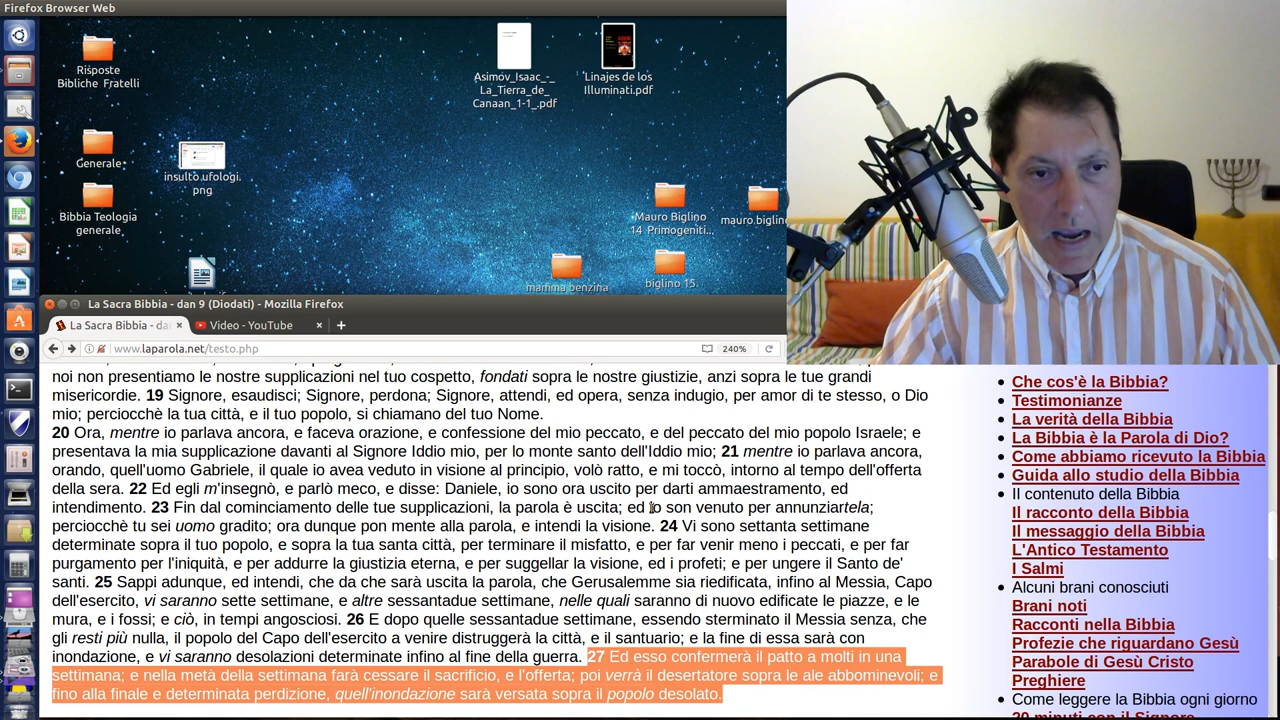 Firefox Browser Web
Risposte
Bibliche Fratelli
Asimov_Isaac_-_
La_Tierra_de_
Canaan_1-1_.pdf
Linajes de los
Illuminati.pdf
Generale
insulto.ufologi.
png
Bibbia Teologia
generale
Mauro Biglino
14 Primogeniti...
mauro.biglino
mamma benzina
biglino 15.
La Sacra Bibbia - dan 9 (Diodati) - Mozilla Firefox
La Sacra Bibbia - da
Video - YouTube
www.laparola.net/testo.php
240%
noi non presentiamo le nostre supplicazioni nel tuo cospetto, fondati sopra le nostre giustizie, anzi sopra le tue grandi
misericordie. 19 Signore, esaudisci; Signore, perdona; Signore, attendi, ed opera, senza indugio, per amor di te stesso, o Dio
mio; perciocchè la tua città, e il tuo popolo, si chiamano del tuo Nome.
20 Ora, mentre io parlava ancora, e faceva orazione, e confessione del mio peccato, e del peccato del mio popolo Israele; e
presentava la mia supplicazione davanti al Signore Iddio mio, per lo monte santo dell'Iddio mio; 21 mentre io parlava ancora,
orando, quell'uomo Gabriele, il quale io avea veduto in visione al principio, volò ratto, e mi toccò, intorno al tempo dell'offerta
della sera. 22 Ed egli m'insegnò, e parlò meco, e disse: Daniele, io sono ora uscito per darti ammaestramento, ed
intendimento. 23 Fin dal cominciamento delle tue supplicazioni, la parola è uscita; ed io son venuto per annunziartela;
perciocchè tu sei uomo gradito; ora dunque pon mente alla parola, e intendi la visione. 24 Vi sono settanta settimane
determinate sopra il tuo popolo, e sopra la tua santa città, per terminare il misfatto, e per far venir meno i peccati, e per far
purgamento per l'iniquità, e per addurre la giustizia eterna, e per suggellar la visione, ed i profeti; e per ungere il Santo de'
santi. 25 Sappi adunque, ed intendi, che da che sarà uscita la parola, che Gerusalemme sia riedificata, infino al Messia, Capo
dell'esercito, vi saranno sette settimane, e altre sessantadue settimane, nelle quali saranno di nuovo edificate le piazze, e le
mura, e i fossi; e ciò, in tempi angosciosi. 26 E dopo quelle sessantadue settimane, essendo sterminato il Messia senza, che
gli resti più nulla, il popolo del Capo dell'esercito a venire distruggerà la città, e il santuario; e la fine di essa sarà con
inondazione, e vi saranno desolazioni determinate infino al fine della guerra. 27 Ed esso confermerà il patto a molti in una
settimana; e nella metà della settimana farà cessare il sacrificio, e l'offerta; poi verrà il desertatore sopra le ale abbominevoli; e
fino alla finale e determinata perdizione, quell'inondazione sarà versata sopra il popolo desolato.
Che cos'è la Bibbia?
Testimonianze
La verità della Bibbia
La Bibbia è la Parola di Dio?
Come abbiamo ricevuto la Bibbia
Guida allo studio della Bibbia
Il contenuto della Bibbia
Il racconto della Bibbia
Il messaggio della Bibbia
L'Antico Testamento
I Salmi
Alcuni brani conosciuti
Brani noti
Racconti nella Bibbia
Profezie che riguardano Gesù
Parabole di Gesù Cristo
Preghiere
Come leggere la Bibbia ogni giorno
20 minuti con il Signore